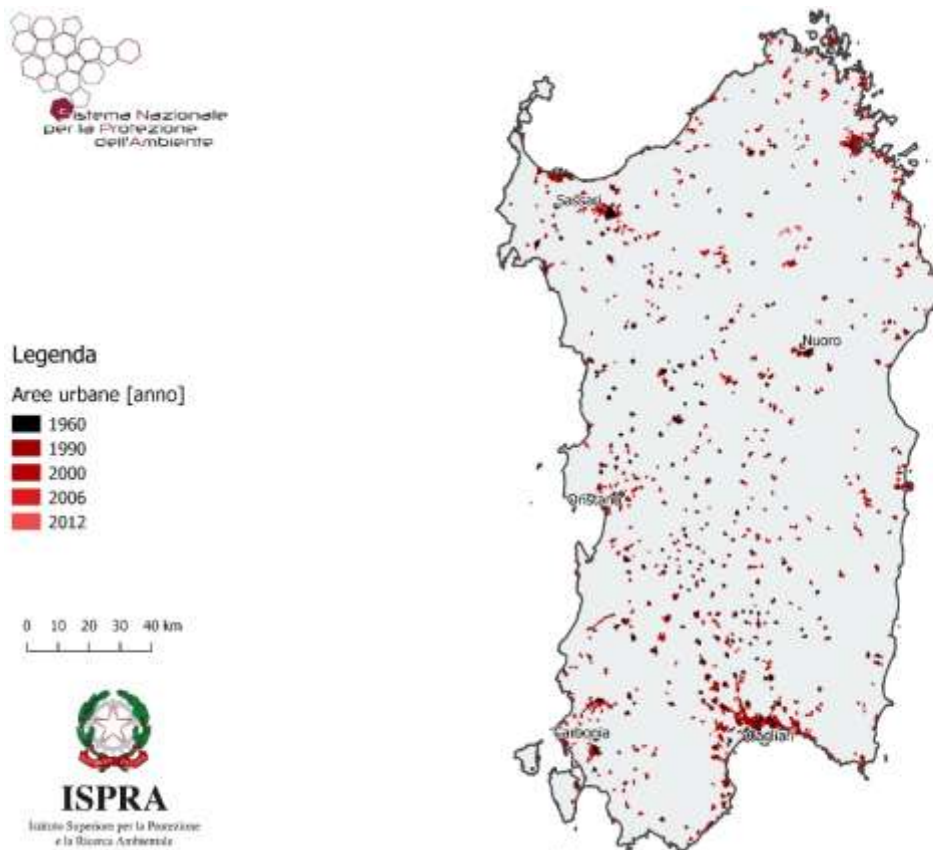 Sistema Nazionale
per la Protezione
dell'Ambiente
Legenda
Aree urbane [anno]
1960
1990
2000
2006
2012
0 10 20 30 40 km
ISPRA
Istituto Superiore per la Protezione
e la Ricerca Ambientale
Sassari
Nuoro
Oristano
Carbonia
Cagliari